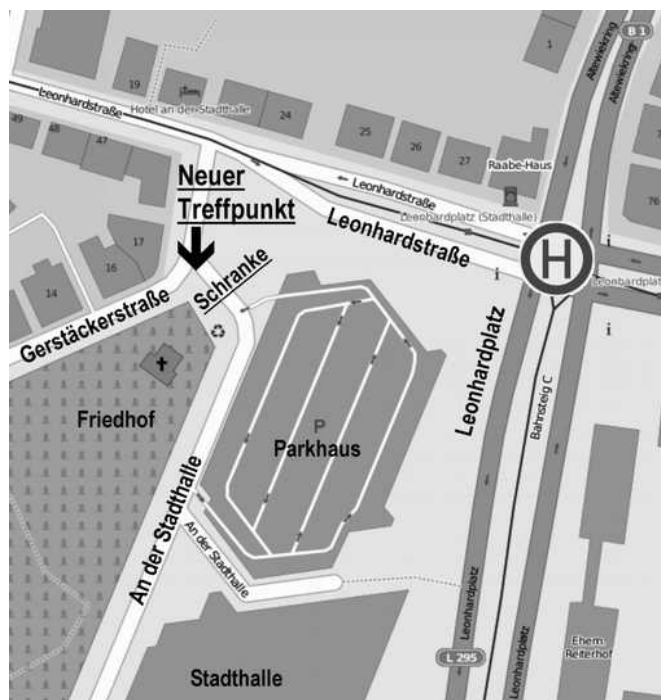 B 1
Altewiekring
Altewiekring
1
19
Leonhardstraße
Hotel an der Stadthalle
24
25
26
27
Raabe-Haus
49
48
47
Leonhardstraße
Leonhardplatz (Stadthalle)
76
Neuer
Treffpunkt
Leonhardstraße
H
17
16
14
Schranke
Gerstäckerstraße
Leonhardplatz
Leonhardplatz
Bahnsteig C
Friedhof
P
Parkhaus
An der Stadthalle
An der Stadthalle
Leonhardplatz
Leonhardplatz
L 295
Ehem.
Reiterhof
Stadthalle